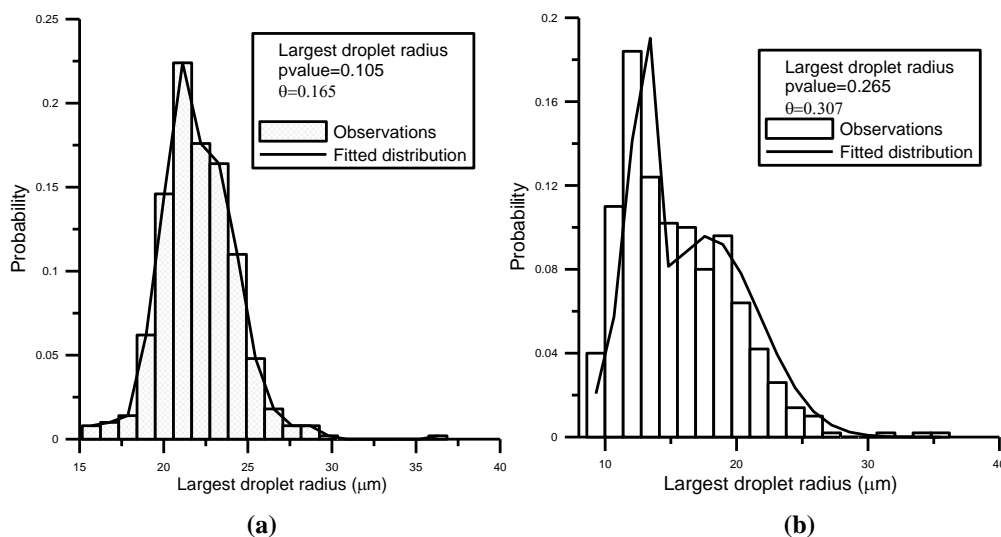 0.25
0.2
0.15
0.1
0.05
0
Probability
Largest droplet radius
pvalue=0.105
θ=0.165
Observations
Fitted distribution
15 20 25 30 35 40
Largest droplet radius (μm)
(a)
0.2
0.16
0.12
0.08
0.04
0
Probability
Largest droplet radius
pvalue=0.265
θ=0.307
Observations
Fitted distribution
10 20 30 40
Largest droplet radius (μm)
(b)